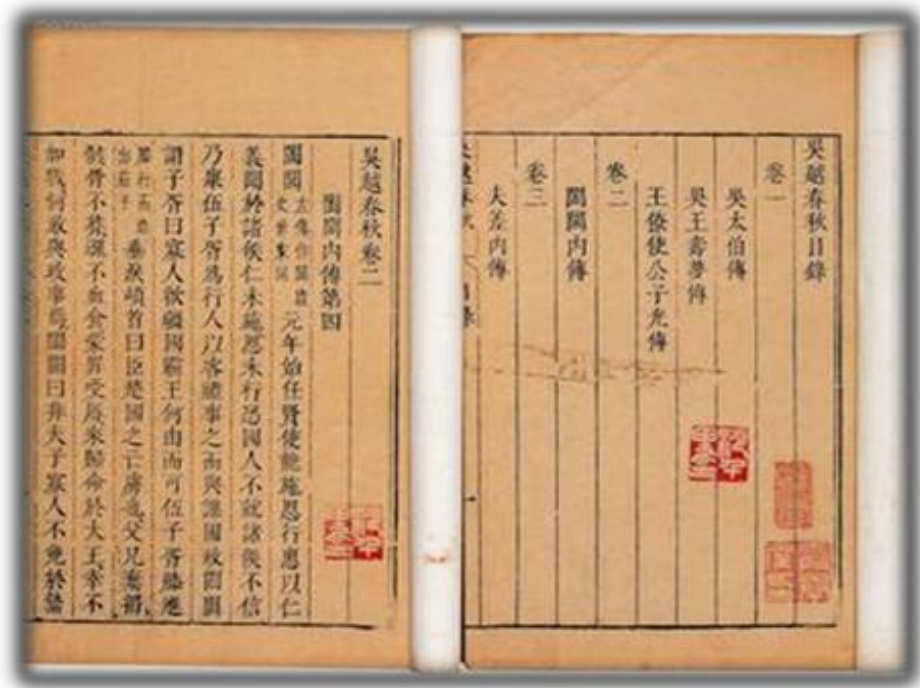 吳越春秋目錄
卷一
吳太伯傳
吳王壽夢傳
王僚使公子光傳
卷二
闔閭內傳
卷三
夫差內傳
吳越春秋 目錄 一
吳越春秋卷二
闔閭內傳第四
闔閭 元年始任賢使能施恩行惠以仁
義聞於諸侯仁未施恩未行恐國人不就諸侯不信
乃舉伍子胥爲行人以客禮事之而與謀國政闔閭
謂子胥曰寡人欲彊國霸王何由而可伍子胥膝進
垂淚頓首曰臣楚國之亡虜也父兄棄捐
骸骨不葬魂不血食蒙罪受辱來歸命於大王幸不
加戮何敢與政事焉闔閭曰非夫子寡人不免於縶